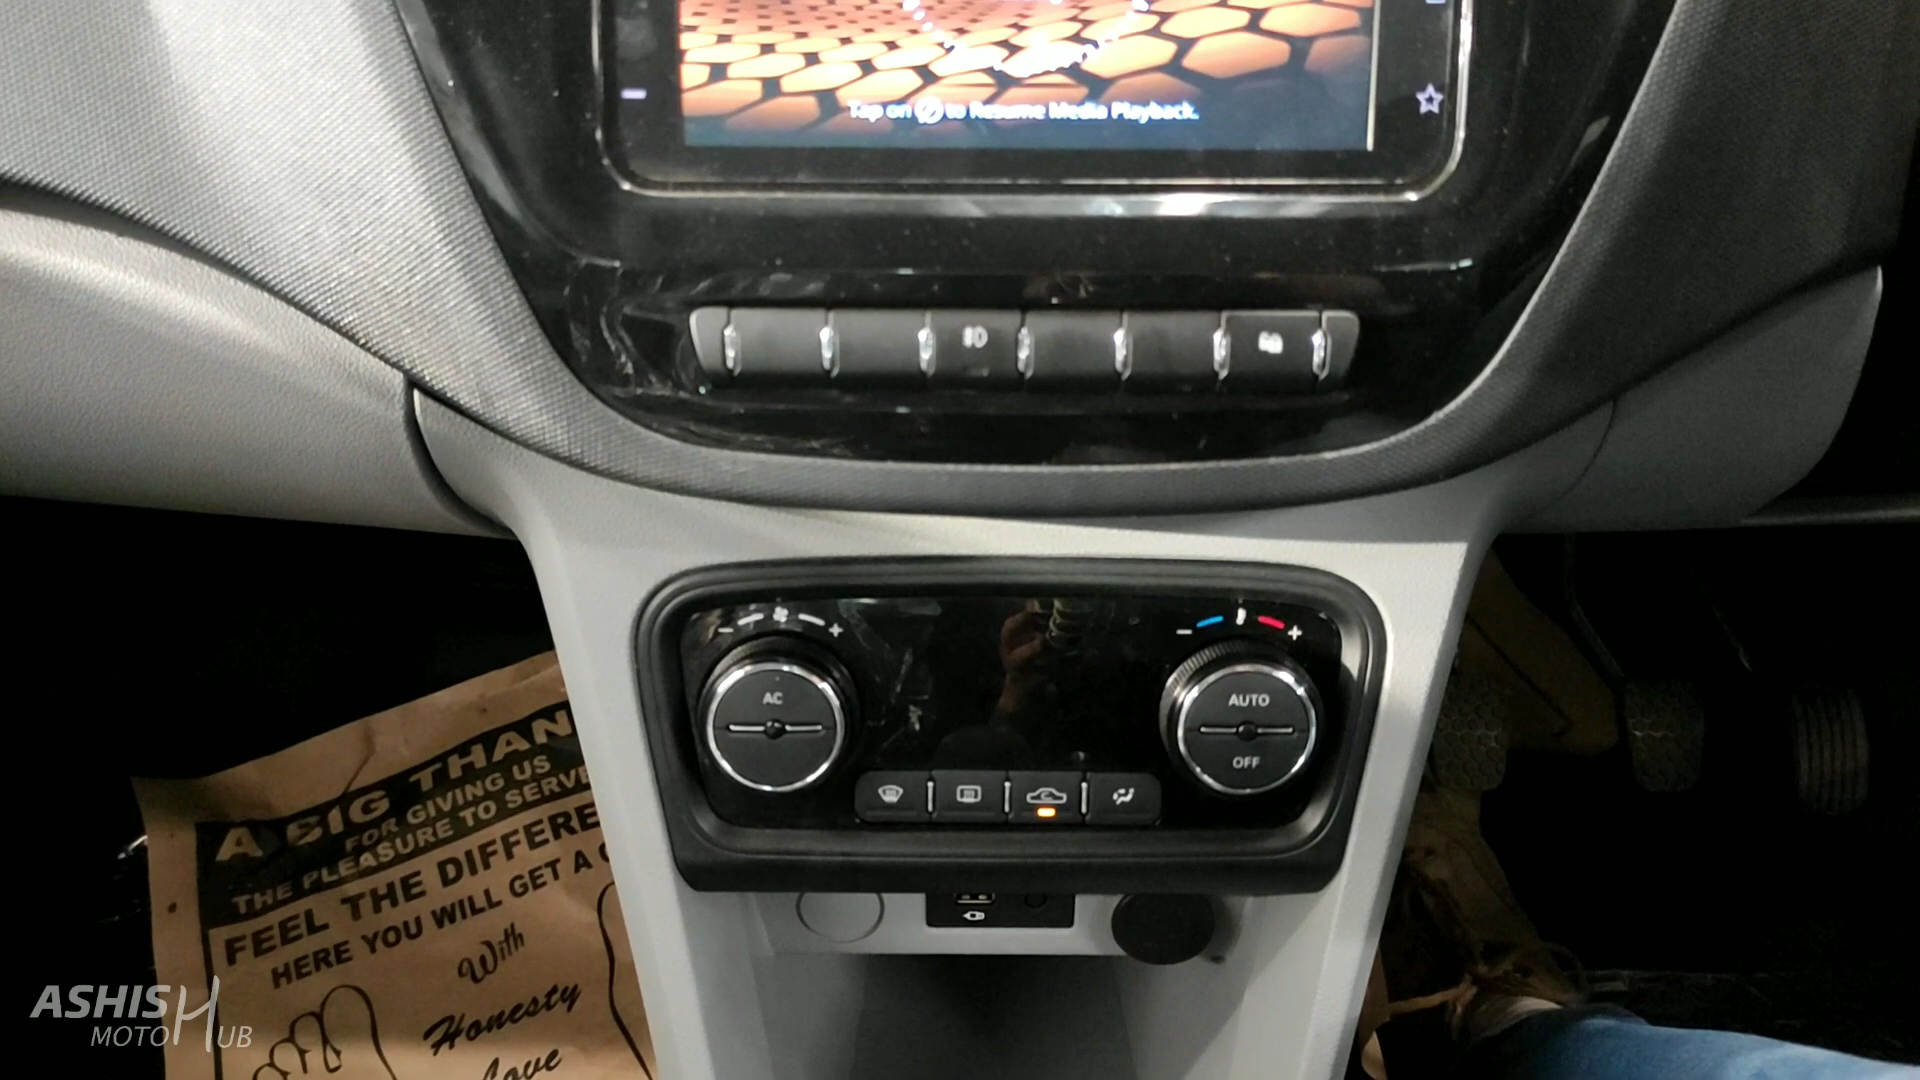 Tap on to Resume Media Playback.
AC
AUTO
OFF
A BIG THAN
FOR GIVING US
THE PLEASURE TO SERVE
FEEL THE DIFFERE
HERE YOU WILL GET A
With
Honesty
Love
ASHISH
MOTO HUB